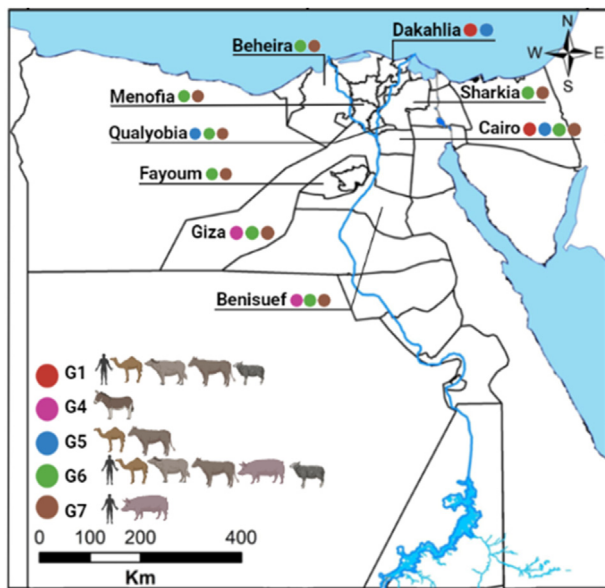 Dakahlia
N
Beheira
W E
S
Menofia
Sharkia
Qualyobia
Cairo
Fayoum
Giza
Benisuef
G1
G4
G5
G6
G7
0 100 200 400
Km